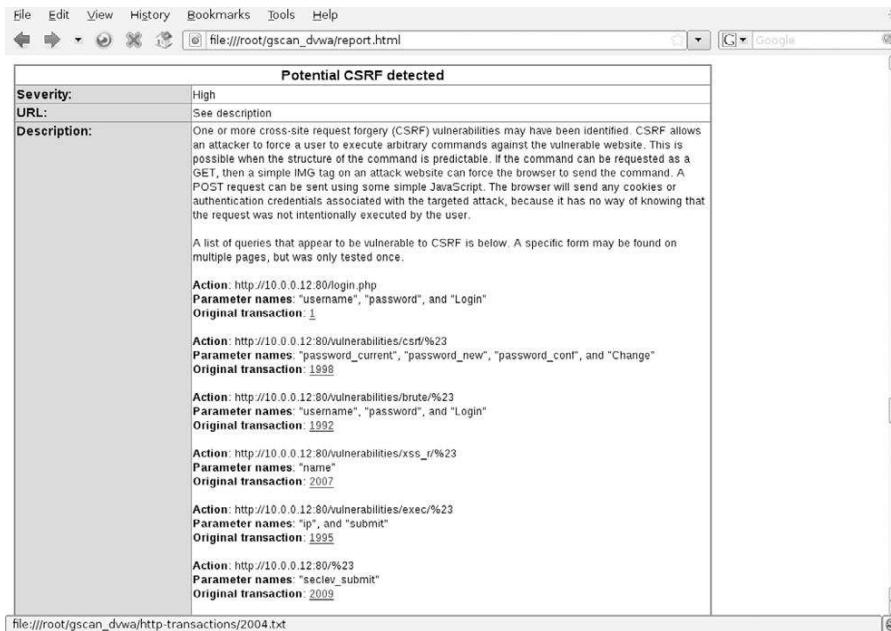 File Edit View History Bookmarks Tools Help
file:///root/gscan_dvwa/report.html
G Google
Potential CSRF detected
Severity: High
URL: See description
Description: One or more cross-site request forgery (CSRF) vulnerabilities may have been identified. CSRF allows
an attacker to force a user to execute arbitrary commands against the vulnerable website. This is
possible when the structure of the command is predictable. If the command can be requested as a
GET, then a simple IMG tag on an attack website can force the browser to send the command. A
POST request can be sent using some simple JavaScript. The browser will send any cookies or
authentication credentials associated with the targeted attack, because it has no way of knowing that
the request was not intentionally executed by the user.
A list of queries that appear to be vulnerable to CSRF is below. A specific form may be found on
multiple pages, but was only tested once.
Action: http://10.0.0.12:80/login.php
Parameter names: "username", "password", and "Login"
Original transaction: 1
Action: http://10.0.0.12:80/vulnerabilities/csrf/%23
Parameter names: "password_current", "password_new", "password_conf", and "Change"
Original transaction: 1998
Action: http://10.0.0.12:80/vulnerabilities/brute/%23
Parameter names: "username", "password", and "Login"
Original transaction: 1992
Action: http://10.0.0.12:80/vulnerabilities/xss_r/%23
Parameter names: "name"
Original transaction: 2007
Action: http://10.0.0.12:80/vulnerabilities/exec/%23
Parameter names: "ip", and "submit"
Original transaction: 1995
Action: http://10.0.0.12:80/%23
Parameter names: "seclev_submit"
Original transaction: 2009
file:///root/gscan_dvwa/http-transactions/2004.txt